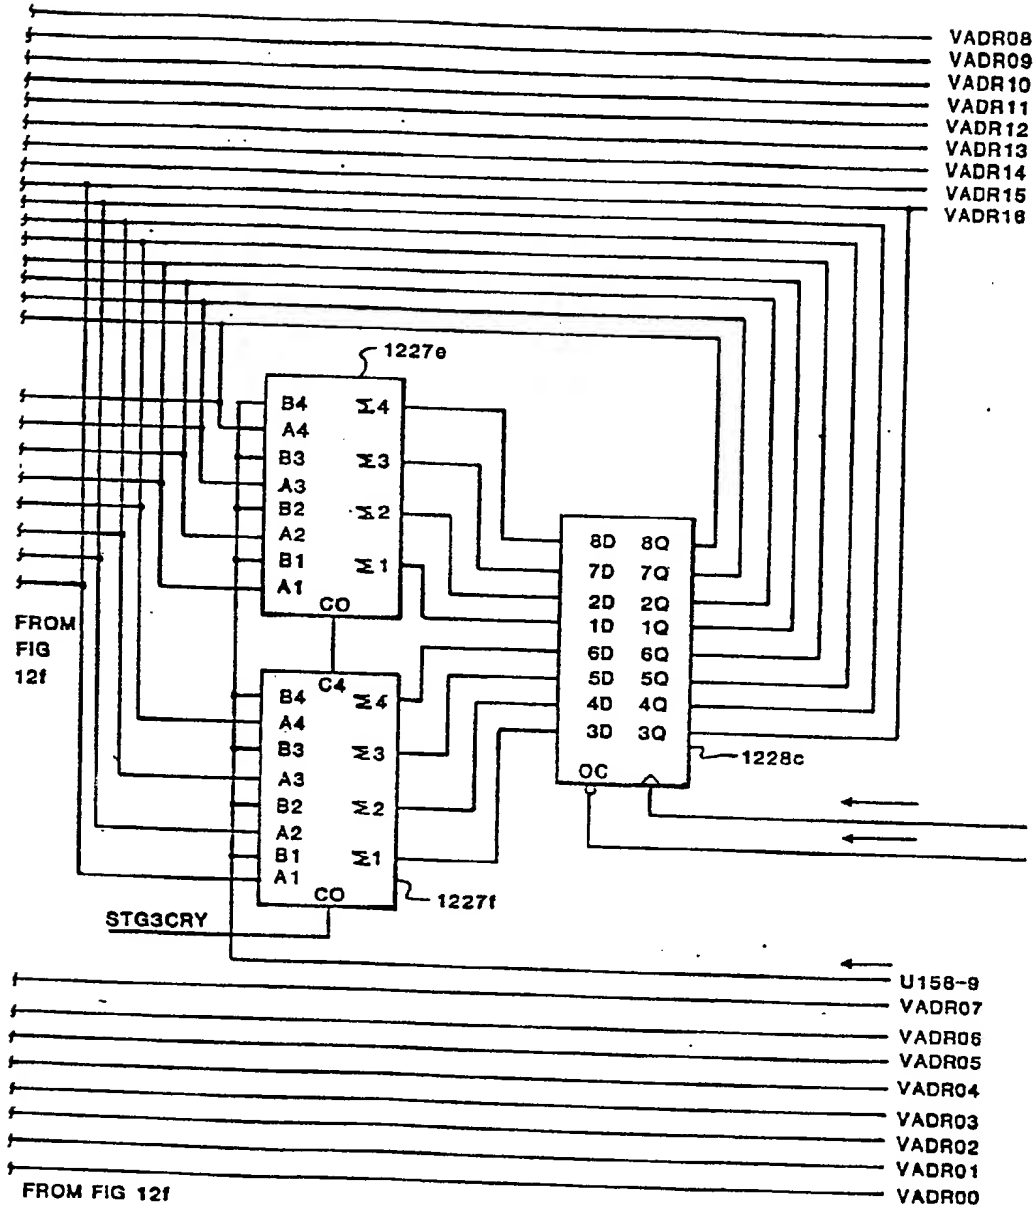 VADR08
VADR09
VADR10
VADR11
VADR12
VADR13
VADR14
VADR15
VADR16
1227e
B4 Σ4
A4
B3 Σ3
A3
B2 Σ2
A2
B1 Σ1
A1
CO
8D 8Q
7D 7Q
2D 2Q
1D 1Q
6D 6Q
5D 5Q
4D 4Q
3D 3Q
OC
1228c
FROM
FIG
12f
C4
B4 Σ4
A4
B3 Σ3
A3
B2 Σ2
A2
B1 Σ1
A1
CO
1227f
STG3CRY
U158-9
VADR07
VADR06
VADR05
VADR04
VADR03
VADR02
VADR01
VADR00
FROM FIG 12f